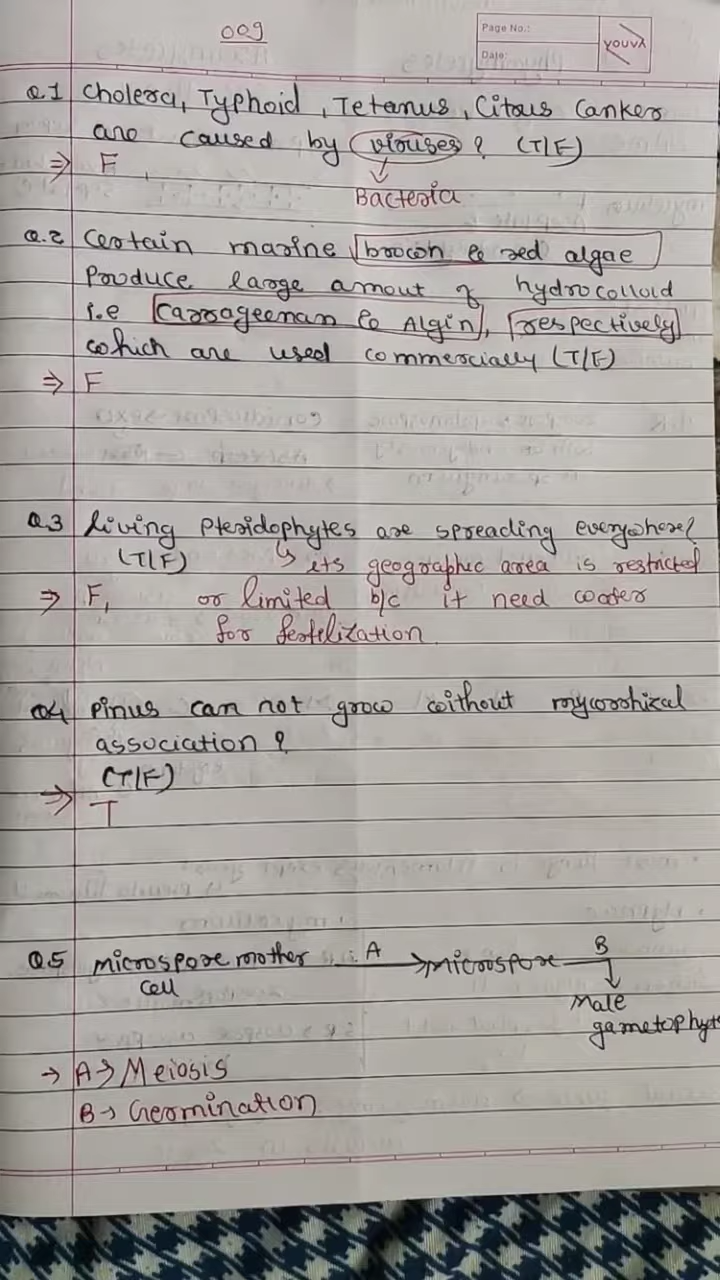 009
Page No.:
Date:
YOUVA
Q.1 Cholera, Typhoid, Tetanus, Citrus Canker
are caused by viruses? (T/F)
⇒ F,
Bacteria
Q.2 Certain marine brown & red algae
Produce large amout of hydrocolloid
i.e Carrageenan & Algin, respectively
which are used commercially (T/F)
⇒ F
Q3 living Pteridophytes are spreading everywhere?
(T/F) ↳ its geographic area is restricted
⇒ F, or limited b/c it need water
for fertilization.
Q4 Pinus can not grow without mycorrhizal
association?
(T/F)
⇒ T
Q5 Microspore mother A → microspore B
cell
↓
Male
gametophyte
→ A → Meiosis
B → Germination